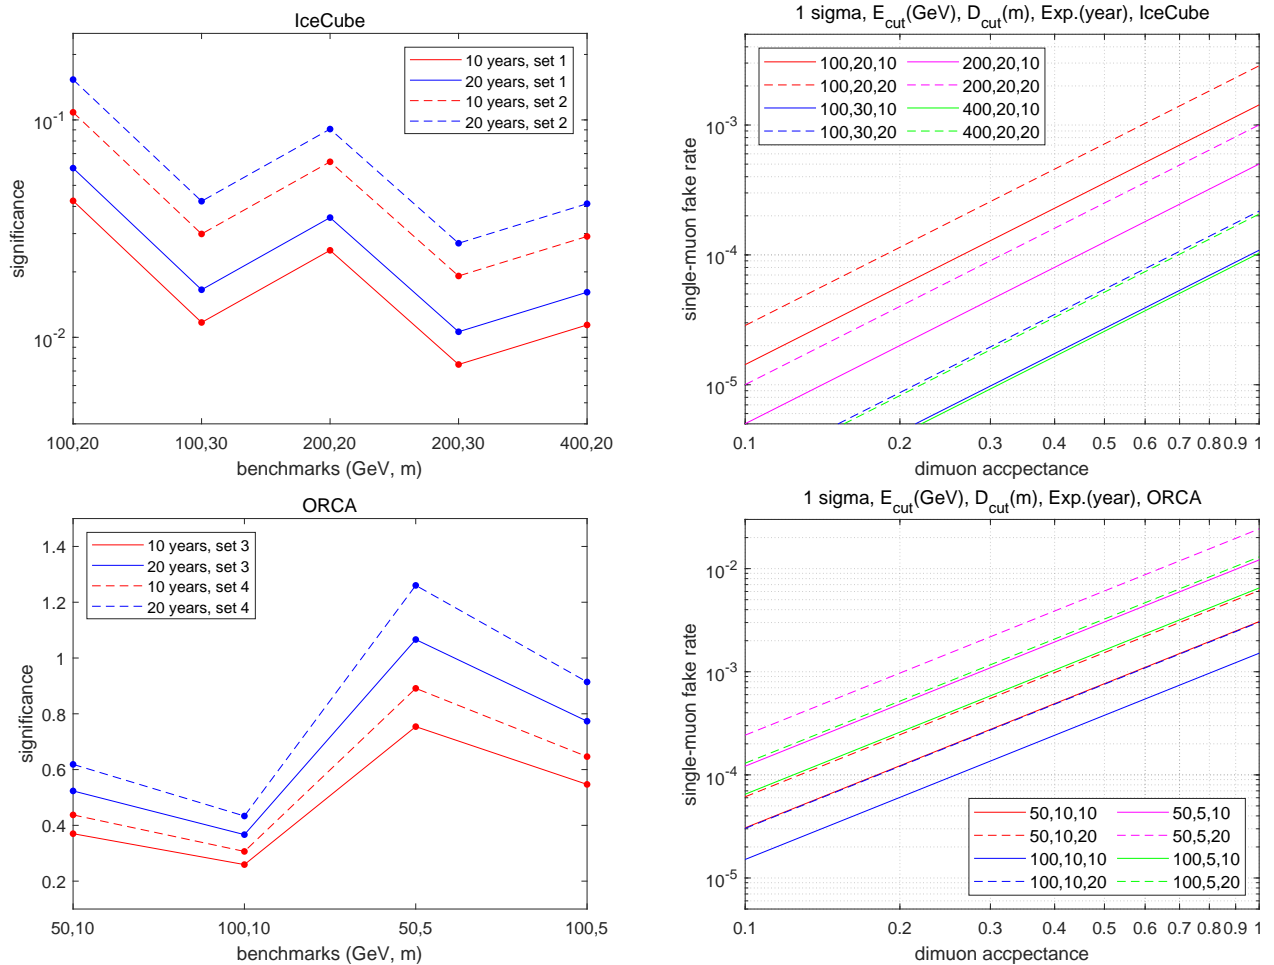 IceCube
10 years, set 1
20 years, set 1
10 years, set 2
20 years, set 2
10^-1
10^-2
significance
100,20 100,30 200,20 200,30 400,20
benchmarks (GeV, m)
1 sigma, E_cut(GeV), D_cut(m), Exp.(year), IceCube
100,20,10 200,20,10
100,20,20 200,20,20
100,30,10 400,20,10
100,30,20 400,20,20
10^-3
10^-4
10^-5
single-muon fake rate
0.1 0.2 0.3 0.4 0.5 0.6 0.7 0.8 0.9 1
dimuon accpectance
ORCA
10 years, set 3
20 years, set 3
10 years, set 4
20 years, set 4
1.4
1.2
1
0.8
0.6
0.4
0.2
significance
50,10 100,10 50,5 100,5
benchmarks (GeV, m)
1 sigma, E_cut(GeV), D_cut(m), Exp.(year), ORCA
10^-2
10^-3
10^-4
10^-5
single-muon fake rate
50,10,10 50,5,10
50,10,20 50,5,20
100,10,10 100,5,10
100,10,20 100,5,20
0.1 0.2 0.3 0.4 0.5 0.6 0.7 0.8 0.9 1
dimuon accpectance